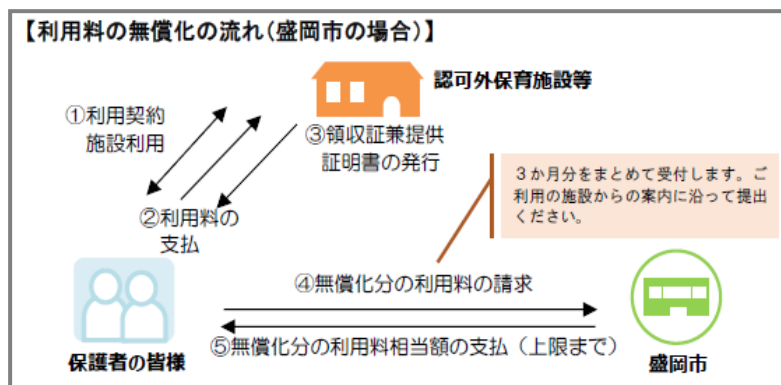 【利用料の無償化の流れ(盛岡市の場合)】
認可外保育施設等
①利用契約
施設利用
③領収証兼提供
証明書の発行
②利用料の
支払
3か月分をまとめて受付します。ご
利用の施設からの案内に沿って提出
ください。
④無償化分の利用料の請求
⑤無償化分の利用料相当額の支払（上限まで）
保護者の皆様
盛岡市